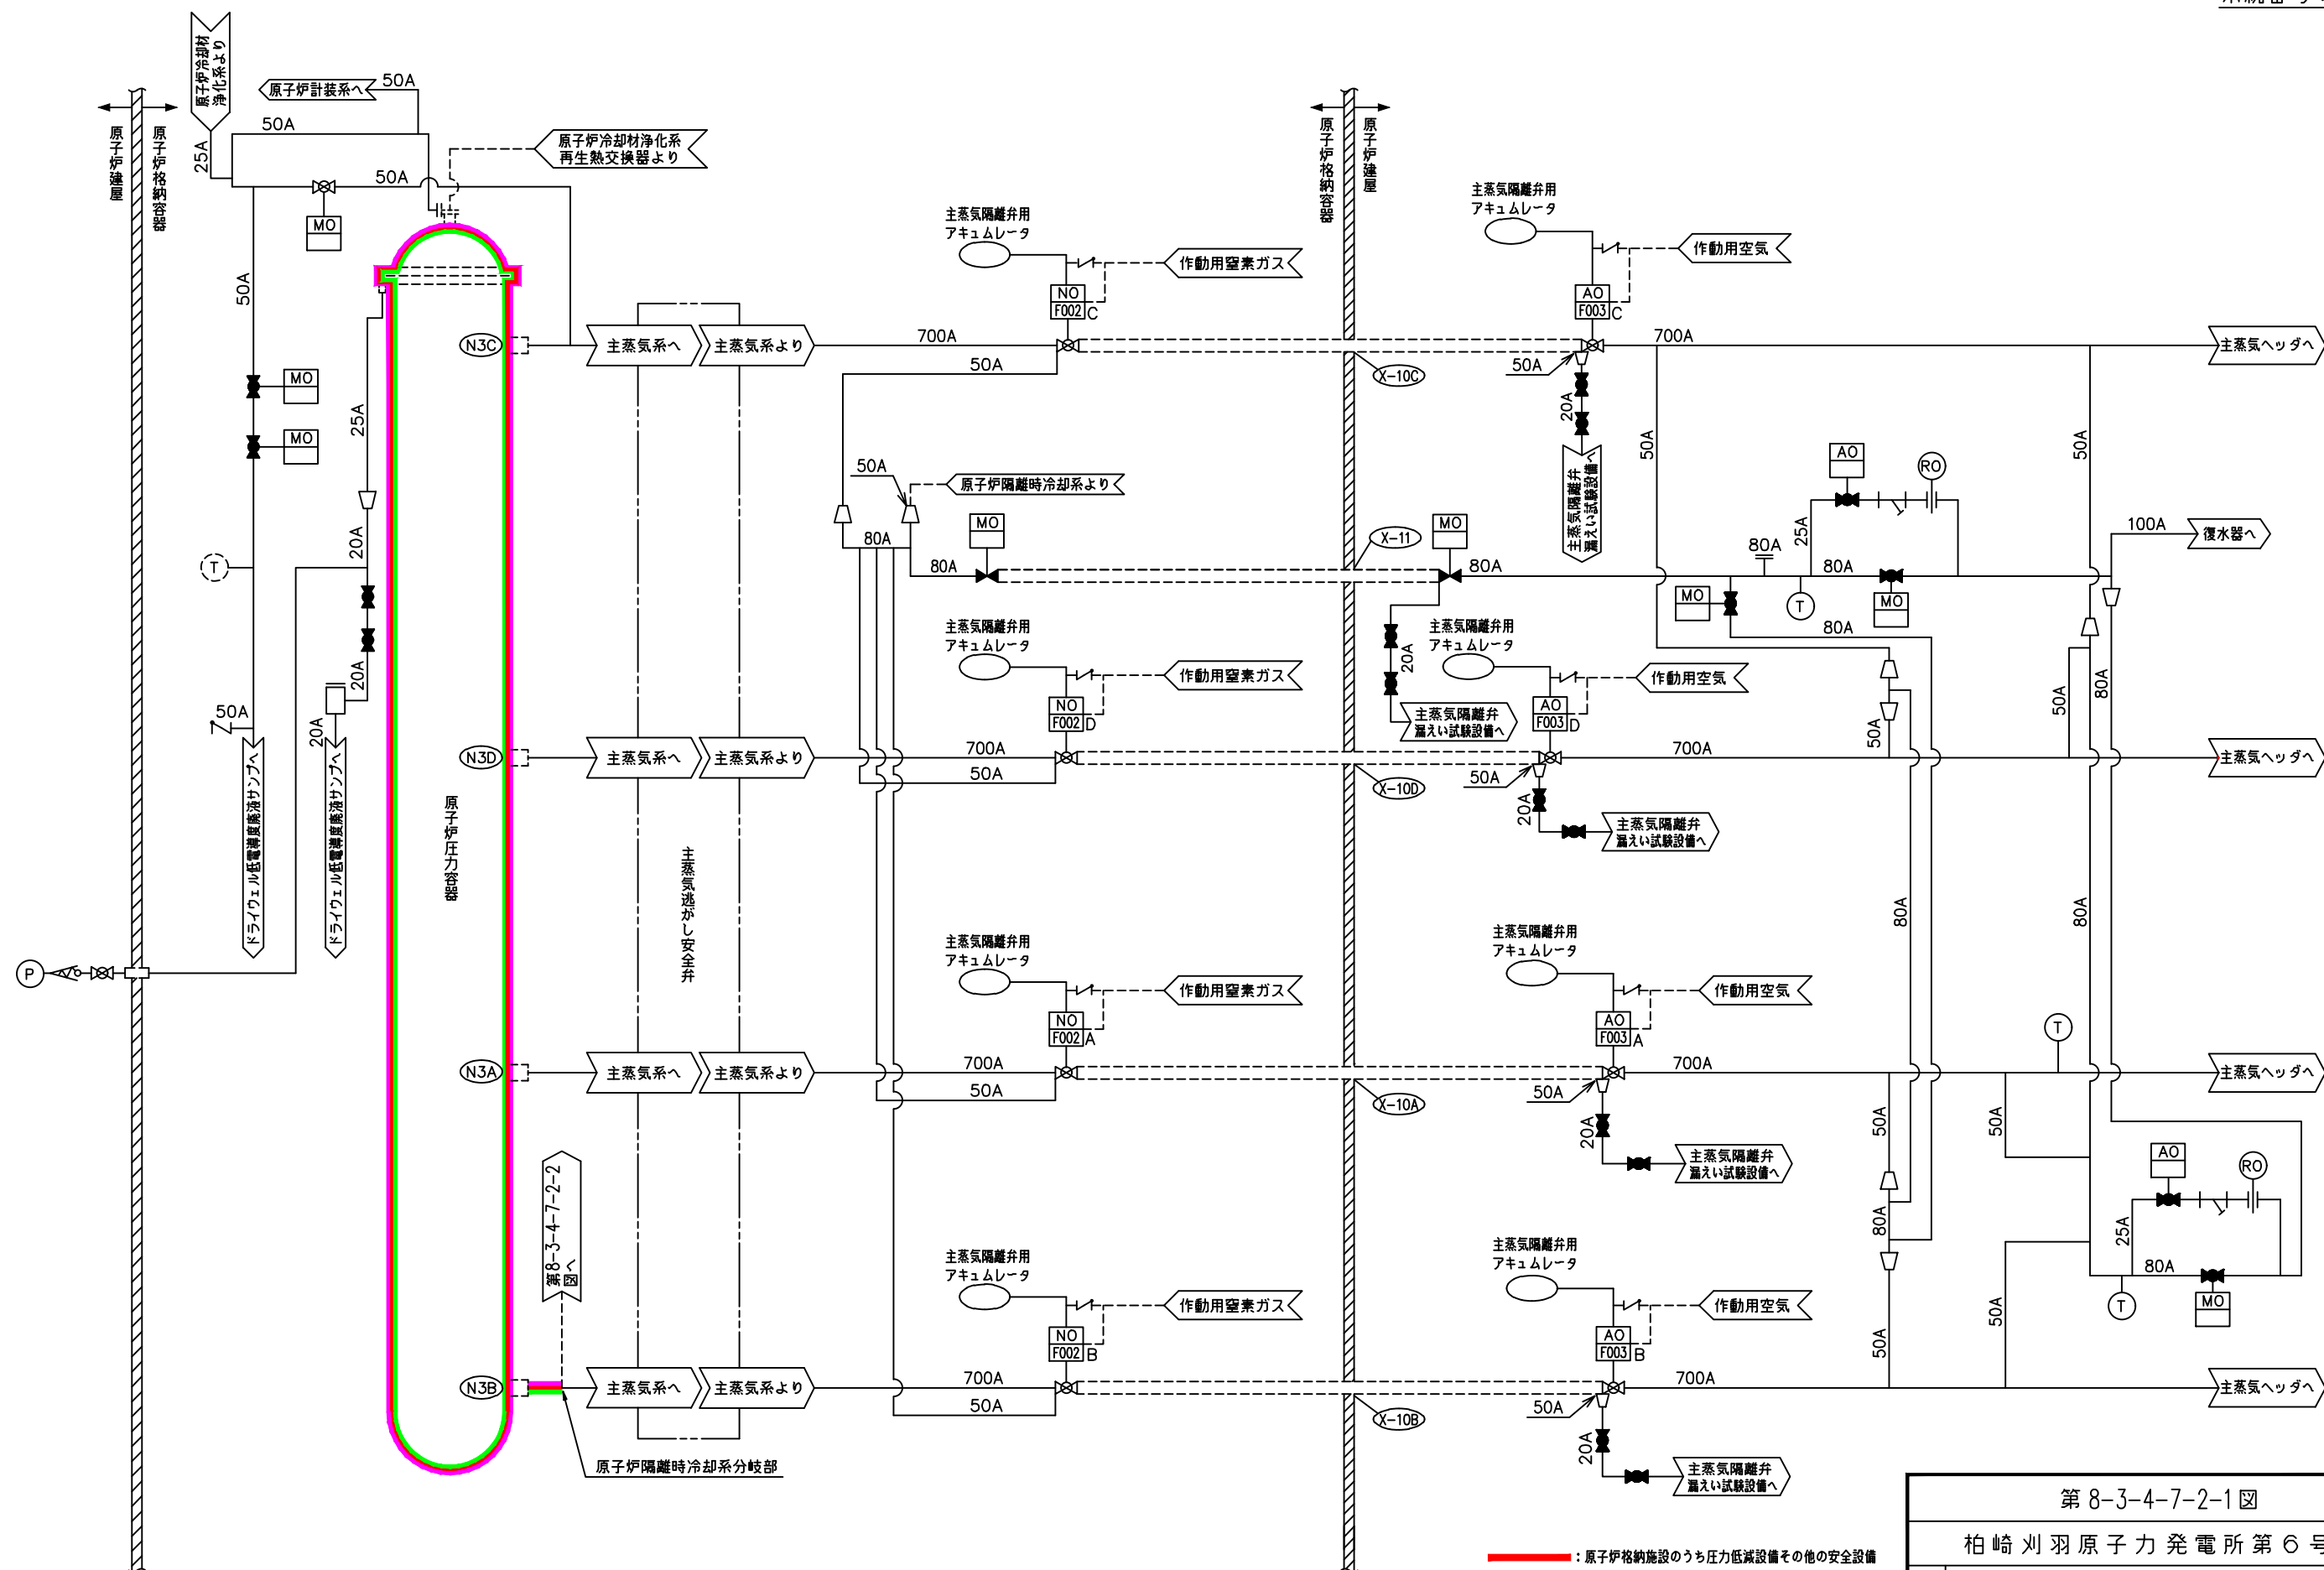 原子炉冷却材
浄化系より
原子炉計装系へ
50A
50A
25A
50A
原子炉冷却材浄化系
再生熱交換器より
原子炉建屋
原子炉格納容器
原子炉格納容器
原子炉建屋
MO
50A
MO
MO
25A
20A
T
20A
50A
20A
ドライウェル低電導度廃液サンプへ
ドライウェル低電導度廃液サンプへ
P
原子炉圧力容器
主蒸気逃がし安全弁
主蒸気隔離弁用
アキュムレータ
作動用窒素ガス
NO
F002 C
主蒸気隔離弁用
アキュムレータ
作動用空気
AO
F003 C
N3C
主蒸気系へ
主蒸気系より
700A
50A
X-10C
50A
20A
700A
主蒸気ヘッダへ
主蒸気隔離弁
漏えい試験設備へ
50A
50A
50A
原子炉隔離時冷却系より
80A
80A
MO
X-11
MO
80A
80A
25A
AO
RO
80A
MO
100A
復水器へ
MO
T
80A
20A
主蒸気隔離弁
漏えい試験設備へ
主蒸気隔離弁用
アキュムレータ
作動用窒素ガス
NO
F002 D
主蒸気隔離弁用
アキュムレータ
作動用空気
AO
F003 D
50A
50A
80A
N3D
主蒸気系へ
主蒸気系より
700A
50A
X-10D
50A
20A
700A
主蒸気ヘッダへ
主蒸気隔離弁
漏えい試験設備へ
80A
80A
主蒸気隔離弁用
アキュムレータ
作動用窒素ガス
NO
F002 A
主蒸気隔離弁用
アキュムレータ
作動用空気
AO
F003 A
T
N3A
主蒸気系へ
主蒸気系より
700A
50A
X-10A
50A
20A
700A
主蒸気ヘッダへ
主蒸気隔離弁
漏えい試験設備へ
50A
50A
80A
AO
RO
25A
80A
T
MO
第8-3-4-7-2-2
図へ
主蒸気隔離弁用
アキュムレータ
作動用窒素ガス
NO
F002 B
主蒸気隔離弁用
アキュムレータ
作動用空気
AO
F003 B
50A
50A
N3B
主蒸気系へ
主蒸気系より
700A
50A
X-10B
50A
20A
700A
主蒸気ヘッダへ
主蒸気隔離弁
漏えい試験設備へ
原子炉隔離時冷却系分岐部
:原子炉格納施設のうち圧力低減設備その他の安全設備
第 8-3-4-7-2-1 図
柏崎刈羽原子力発電所第6号